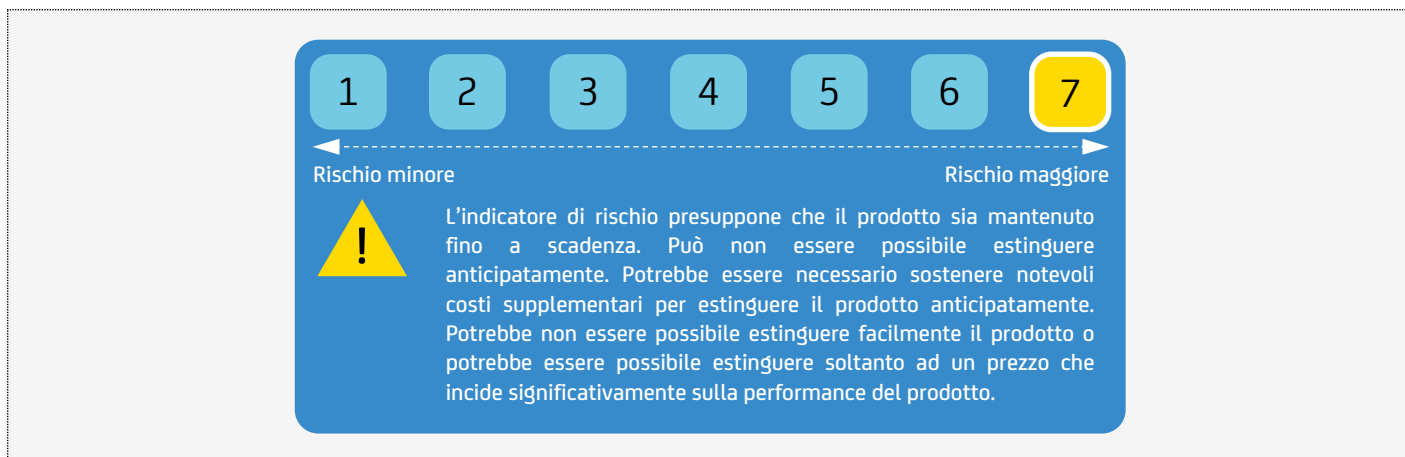 1 2 3 4 5 6 7
Rischio minore Rischio maggiore
!
L’indicatore di rischio presuppone che il prodotto sia mantenuto
fino a scadenza. Può non essere possibile estinguere
anticipatamente. Potrebbe essere necessario sostenere notevoli
costi supplementari per estinguere il prodotto anticipatamente.
Potrebbe non essere possibile estinguere facilmente il prodotto o
potrebbe essere possibile estinguere soltanto ad un prezzo che
incide significativamente sulla performance del prodotto.